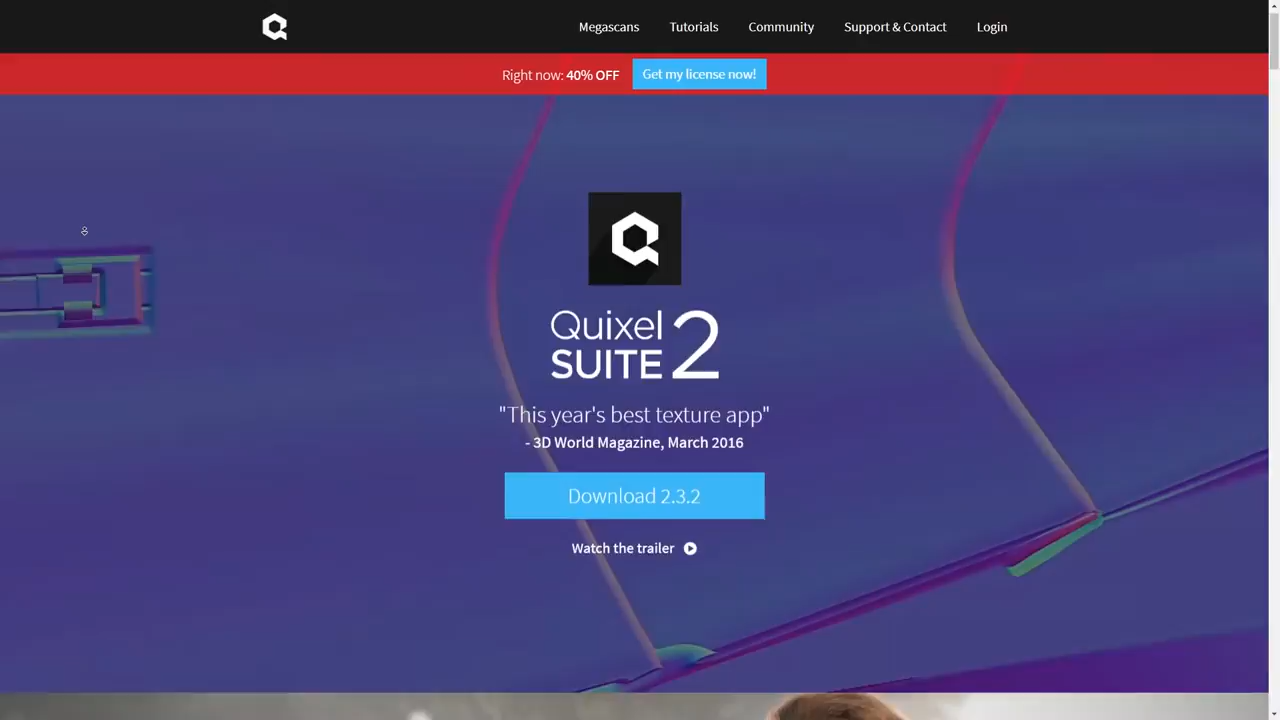 Megascans Tutorials Community Support & Contact Login
Right now: 40% OFF Get my license now!
Quixel
SUITE 2
"This year's best texture app"
- 3D World Magazine, March 2016
Download 2.3.2
Watch the trailer